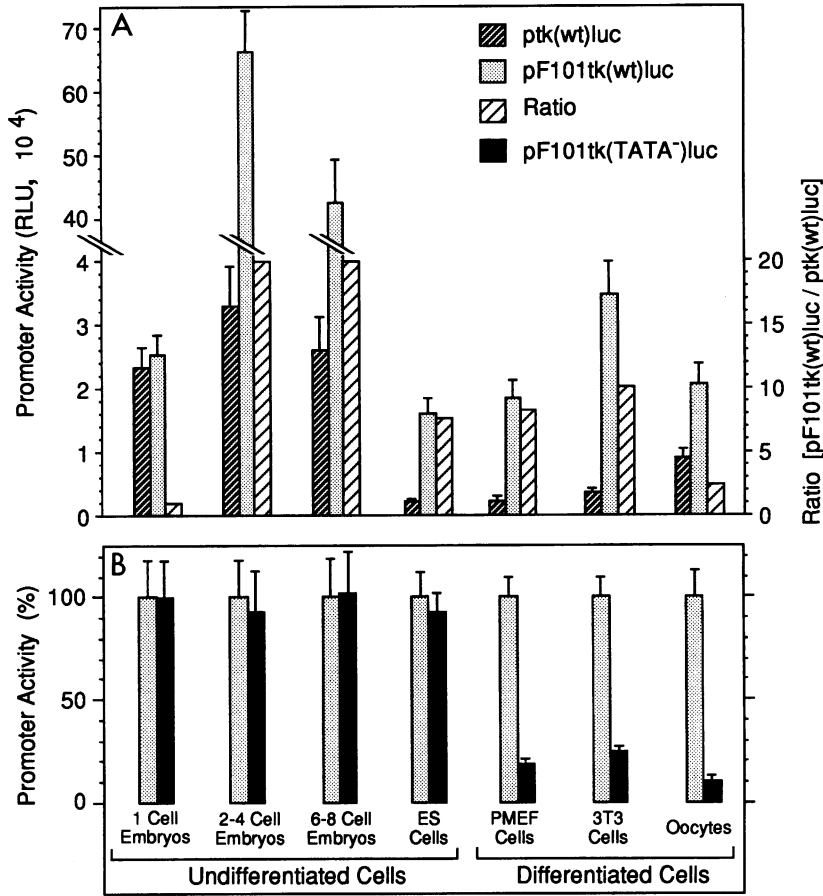 A
70
60
50
40
4
3
2
1
0
Promoter Activity (RLU, 10 4)
ptk(wt)luc
pF101tk(wt)luc
Ratio
pF101tk(TATA-)luc
20
15
10
5
0
Ratio [pF101tk(wt)luc / ptk(wt)luc]
B
100
50
0
Promoter Activity (%)
1 Cell
Embryos
2-4 Cell
Embryos
6-8 Cell
Embryos
ES
Cells
PMEF
Cells
3T3
Cells
Oocytes
Undifferentiated Cells
Differentiated Cells